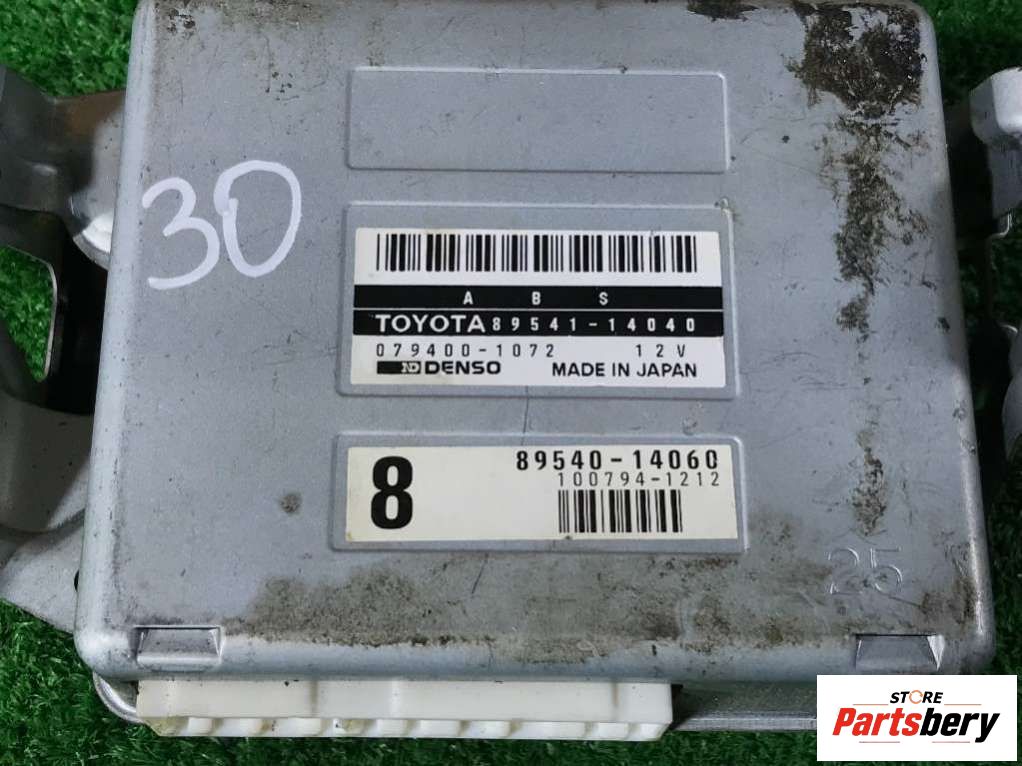 30
A B S
TOYOTA 89541-14040
079400-1072 12V
ND DENSO MADE IN JAPAN
8
89540-14060
100794-1212
25
STORE
Partsbery